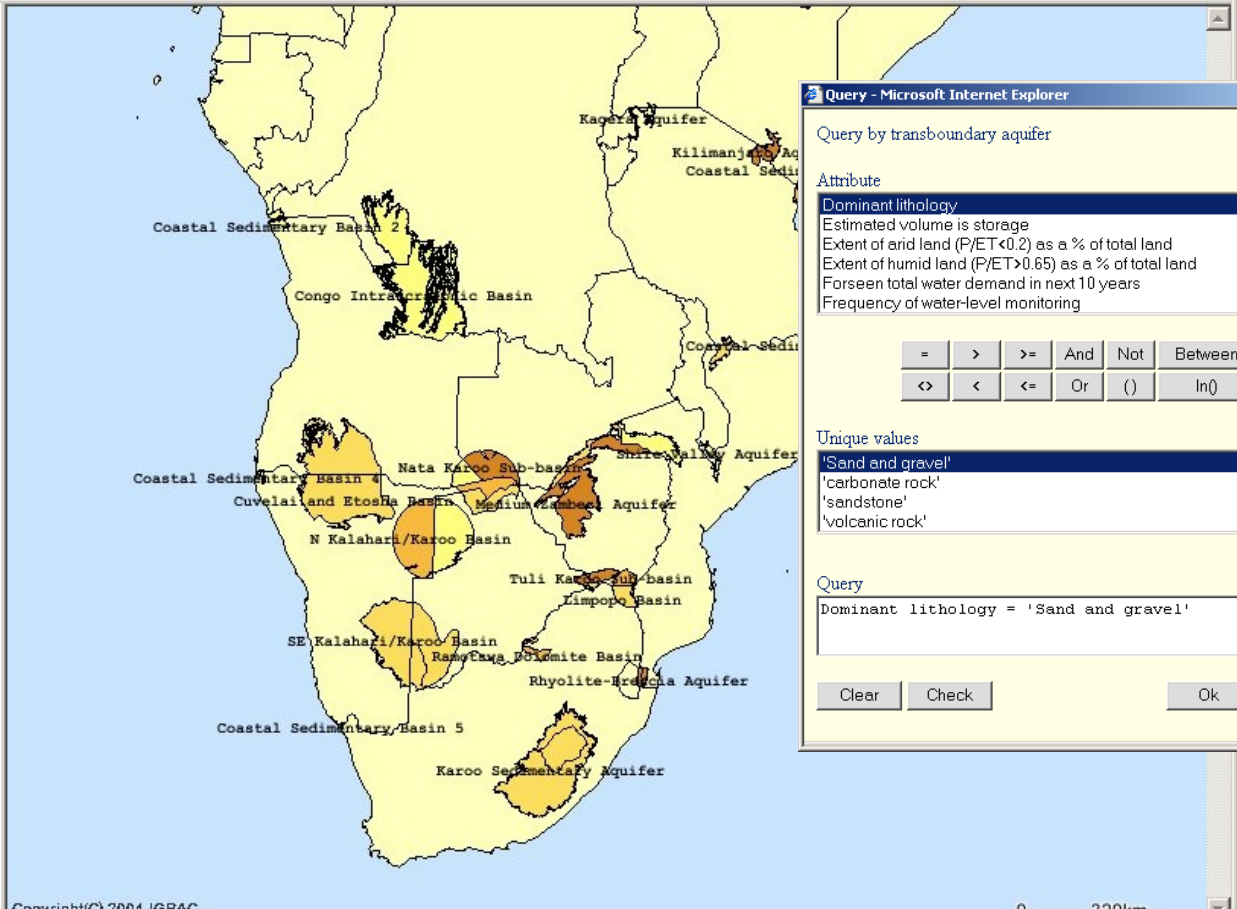 Kagera Aquifer
Kilimanjaro Aq
Coastal Sedim
Coastal Sedimentary Basin 2
Congo Intracratonic Basin
Coastal Sedim
Shire Valley Aquifer
Nata Karoo Sub-basin
Coastal Sedimentary Basin 4
Cuvelai and Etosha Basin
Medium Zambezi Aquifer
N Kalahari/Karoo Basin
Tuli Karoo Sub-basin
Limpopo Basin
SE Kalahari/Karoo Basin
Ramotswa Dolomite Basin
Rhyolite-Breccia Aquifer
Coastal Sedimentary Basin 5
Karoo Sedimentary Aquifer
Copyright(C) 2004 IGRAC
0 320km
Query - Microsoft Internet Explorer
Query by transboundary aquifer
Attribute
Dominant lithology
Estimated volume is storage
Extent of arid land (P/ET<0.2) as a % of total land
Extent of humid land (P/ET>0.65) as a % of total land
Forseen total water demand in next 10 years
Frequency of water-level monitoring
= > >= And Not Between
<> < <= Or () In()
Unique values
'Sand and gravel'
'carbonate rock'
'sandstone'
'volcanic rock'
Query
Dominant lithology = 'Sand and gravel'
Clear Check Ok